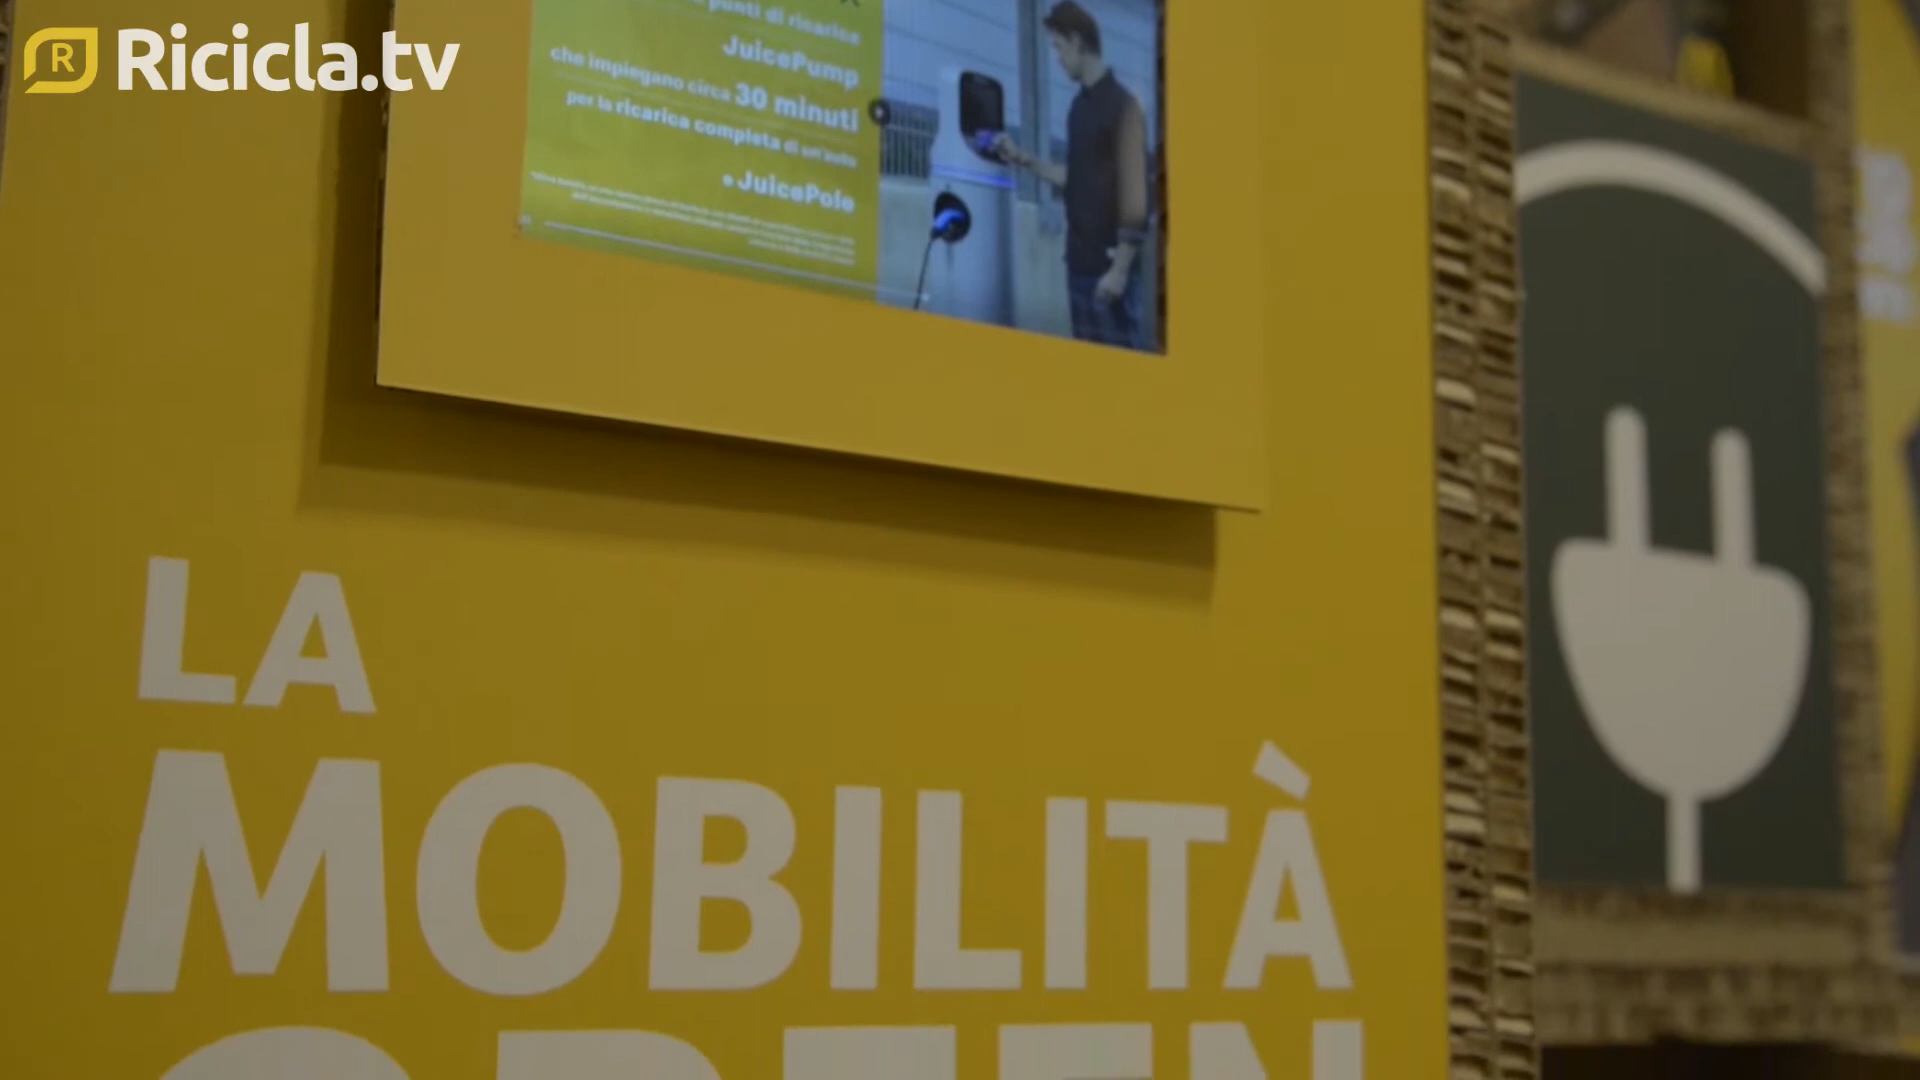 Ricicla.tv
punti di ricarica
JuicePump
che impiegano circa 30 minuti
per la ricarica completa di un'auto
• JuicePole
LA
MOBILITÀ
GREEN